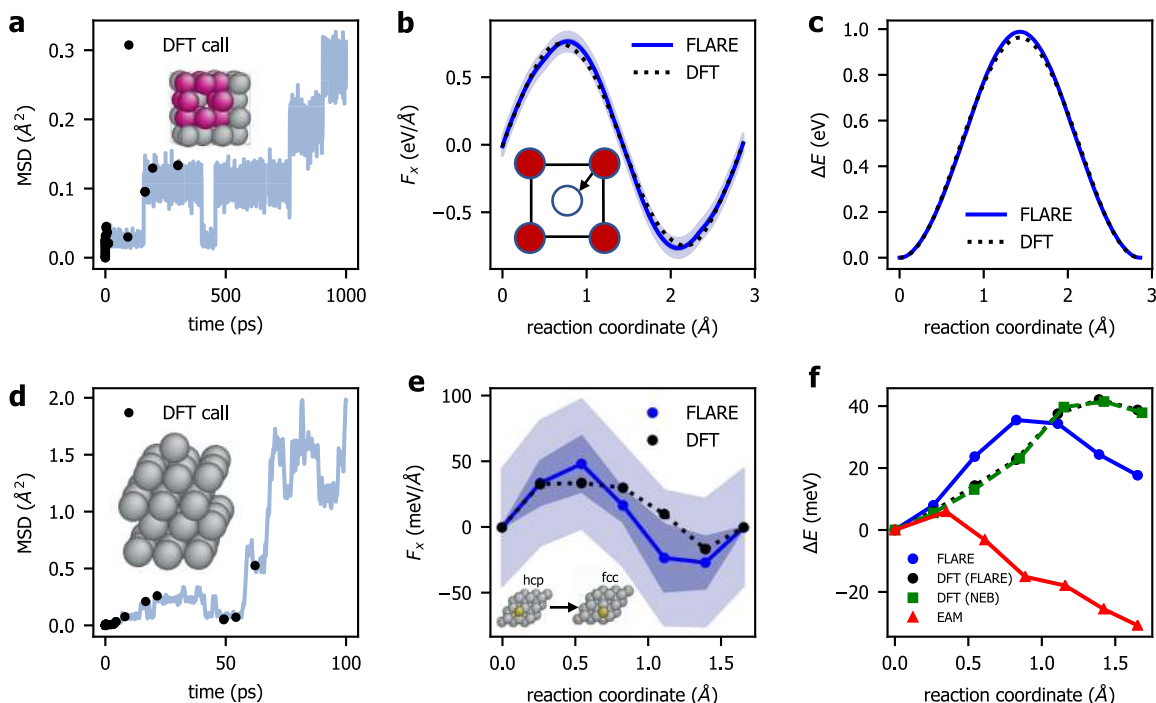 a
DFT call
MSD (Å²)
0.3
0.2
0.1
0.0
0
500
1000
time (ps)
b
FLARE
DFT
Fₓ (eV/Å)
0.5
0.0
−0.5
0
1
2
3
reaction coordinate (Å)
c
FLARE
DFT
ΔE (eV)
1.0
0.8
0.6
0.4
0.2
0.0
0
1
2
3
reaction coordinate (Å)
d
DFT call
MSD (Å²)
2.0
1.5
1.0
0.5
0.0
0
50
100
time (ps)
e
FLARE
DFT
Fₓ (meV/Å)
100
50
0
−50
hcp
fcc
0.0
0.5
1.0
1.5
reaction coordinate (Å)
f
ΔE (meV)
40
20
0
−20
FLARE
DFT (FLARE)
DFT (NEB)
EAM
0.0
0.5
1.0
1.5
reaction coordinate (Å)